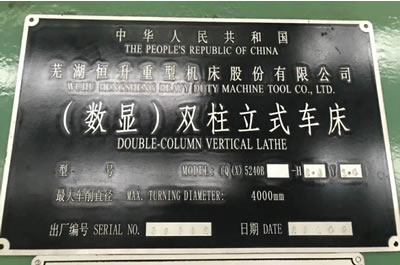 中华人民共和国
THE PEOPLE'S REPUBLIC OF CHINA
芜湖恒升重型机床股份有限公司
WUHU HENGSHENG HEAVY DUTY MACHINE TOOL CO., LTD.
(数显)双柱立式车床
DOUBLE-COLUMN VERTICAL LATHE
型号 MODEL: Q(X)5240B -H
最大车削直径 MAX. TURNING DIAMETER: 4000mm
出厂编号 SERIAL NO. 日期 DATE